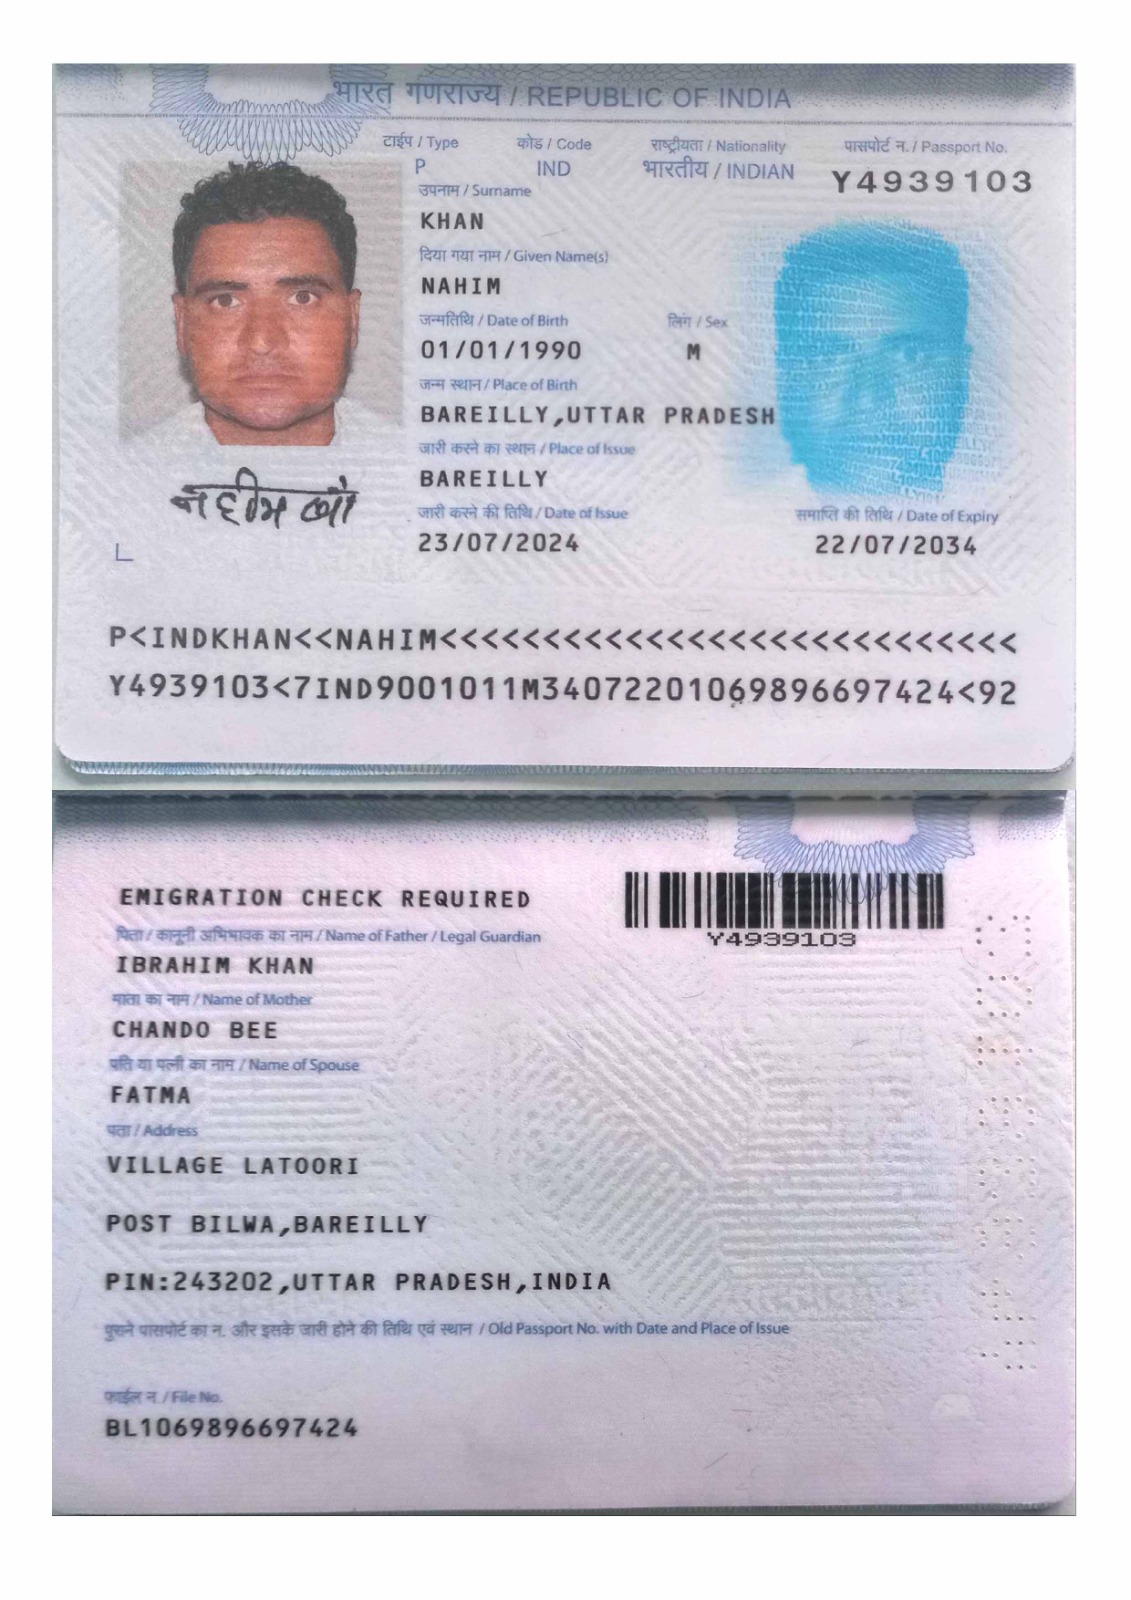 भारत गणराज्य / REPUBLIC OF INDIA
टाईप / Type कोड / Code राष्ट्रीयता / Nationality पासपोर्ट न. / Passport No.
P IND भारतीय / INDIAN Y4939103
उपनाम / Surname
KHAN
दिया गया नाम / Given Name(s)
NAHIM
जन्मतिथि / Date of Birth लिंग / Sex
01/01/1990 M
जन्म स्थान / Place of Birth
BAREILLY,UTTAR PRADESH
जारी करने का स्थान / Place of Issue
BAREILLY
नहीम खाँ
जारी करने की तिथि / Date of Issue समाप्ति की तिथि / Date of Expiry
23/07/2024 22/07/2034
P<INDKHAN<<NAHIM<<<<<<<<<<<<<<<<<<<<<<<<<<<<
Y4939103<7IND9001011M34072201069896697424<92
EMIGRATION CHECK REQUIRED
Y4939103
पिता / कानूनी अभिभावक का नाम / Name of Father / Legal Guardian
IBRAHIM KHAN
माता का नाम / Name of Mother
CHANDO BEE
पति या पत्नी का नाम / Name of Spouse
FATMA
पता / Address
VILLAGE LATOORI
POST BILWA,BAREILLY
PIN:243202,UTTAR PRADESH,INDIA
पुराने पासपोर्ट का न. और इसके जारी होने की तिथि एवं स्थान / Old Passport No. with Date and Place of Issue
फाईल न. / File No.
BL1069896697424